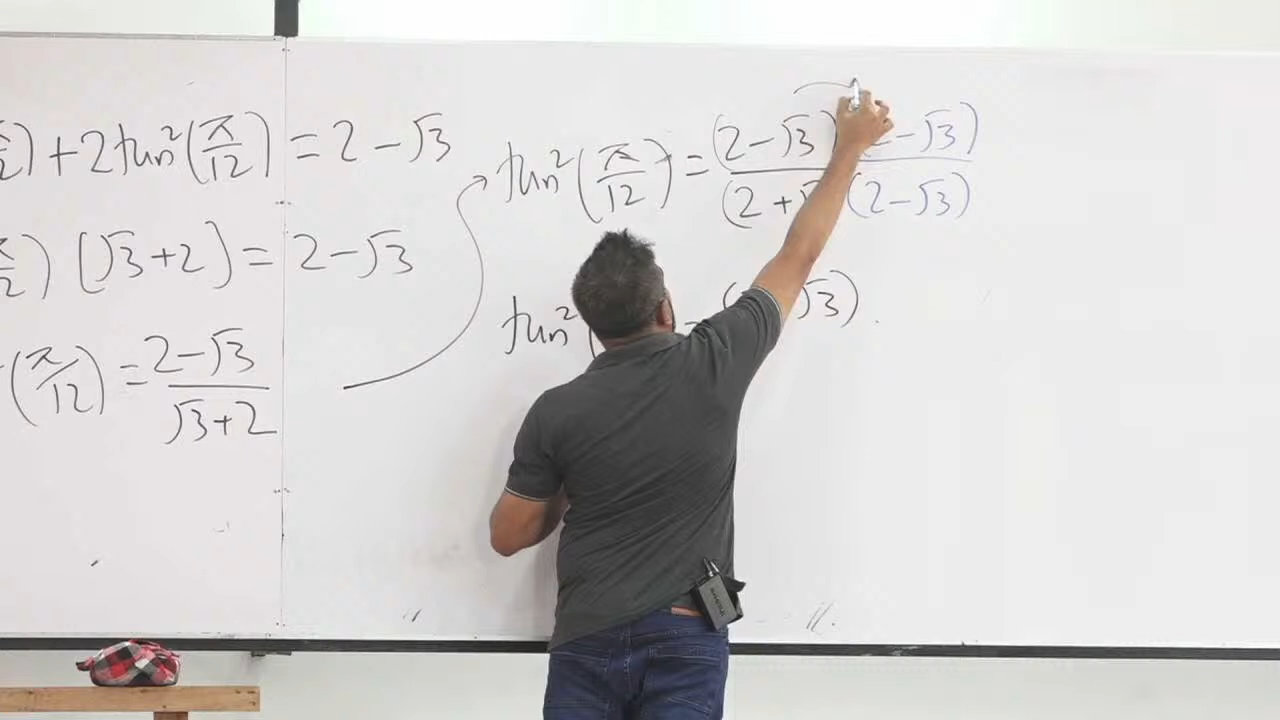 π/2) + 2tan²(π/12) = 2 - √3
π/2) (√3 + 2) = 2 - √3
(π/12) = (2 - √3)/(√3 + 2)
tan²(π/12) = (2 - √3) - √3)/(2 + (2 - √3)
tan² ( = ( √3).